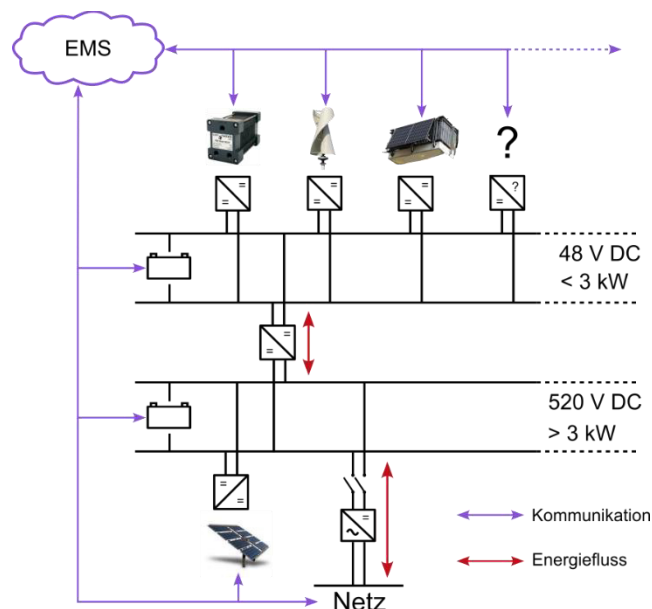 EMS
?
?
48 V DC
< 3 kW
520 V DC
> 3 kW
Kommunikation
Energiefluss
Netz